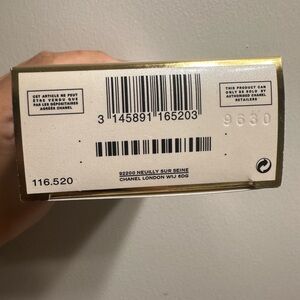 CET ARTICLE NE PEUT
ÊTRE VENDU QUE
PAR LES DÉPOSITAIRES
AGRÉÉS CHANEL
THIS PRODUCT CAN
ONLY BE SOLD BY
AUTHORISED CHANEL
RETAILERS
3 145891 165203
9630
92200 NEUILLY SUR SEINE
CHANEL LONDON W1J 6DG
116.520